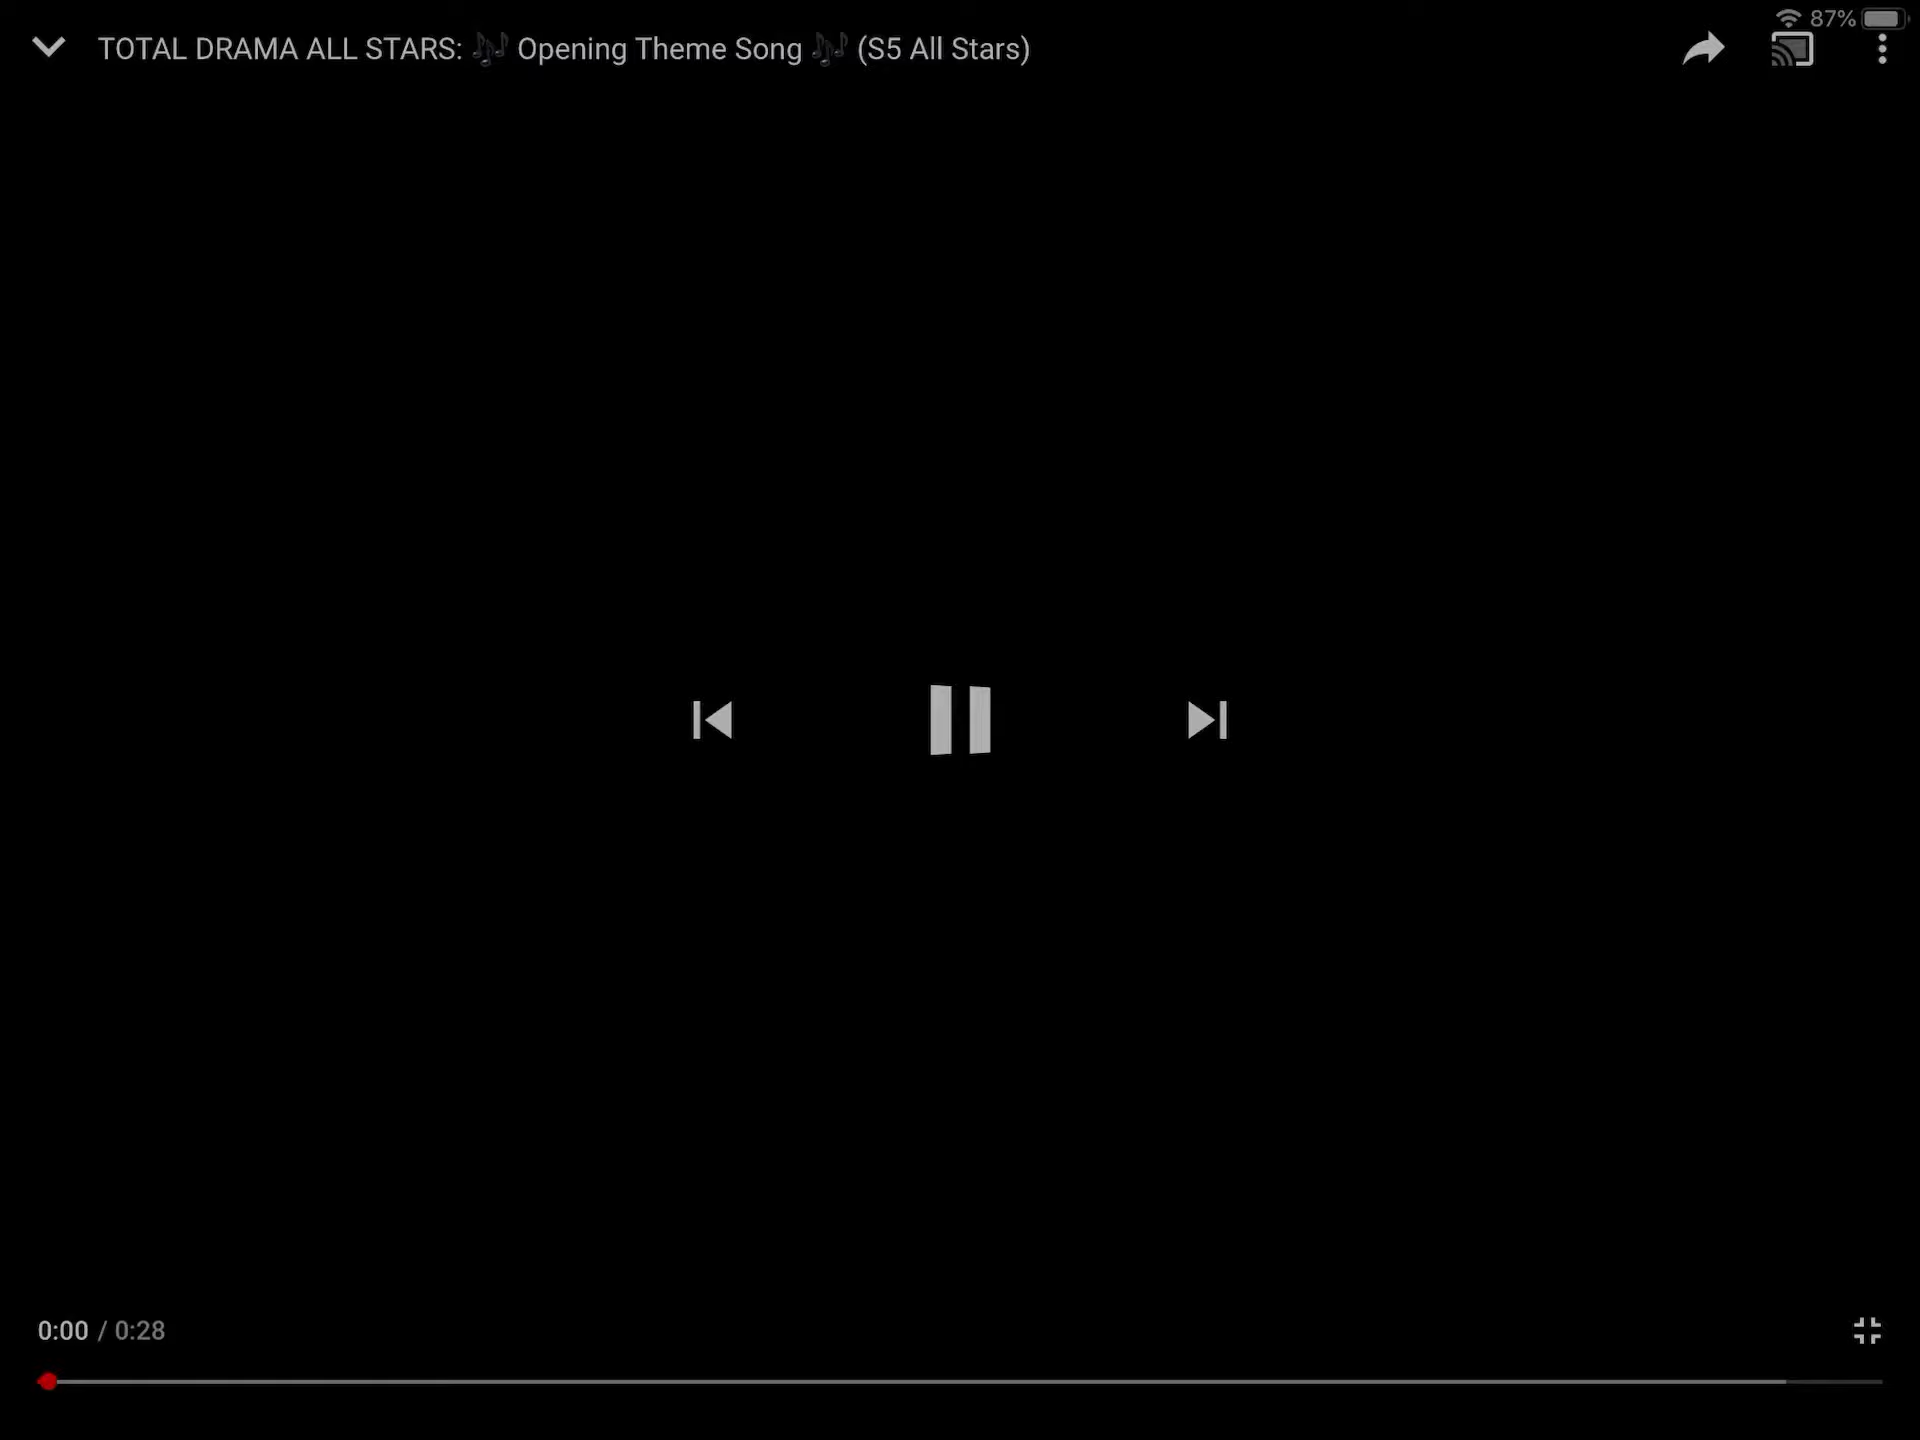 87%
TOTAL DRAMA ALL STARS: 🎶 Opening Theme Song 🎶 (S5 All Stars)
0:00 / 0:28